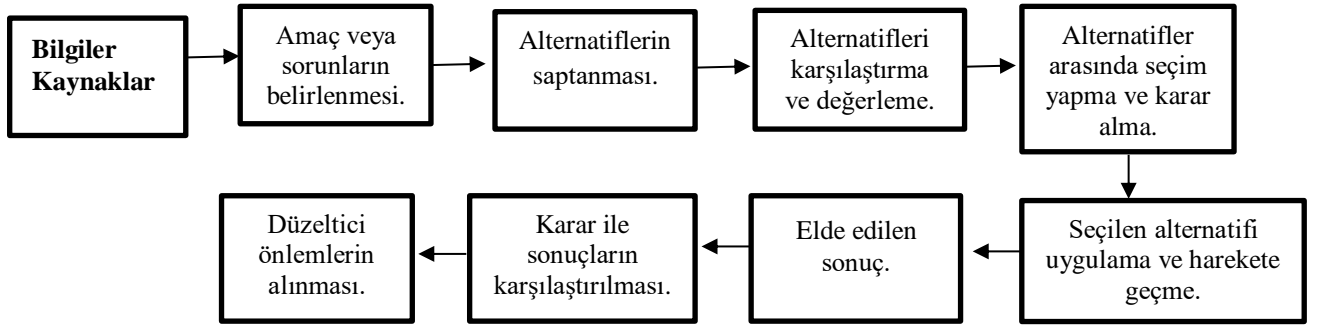 Bilgiler
Kaynaklar
Amaç veya
sorunların
belirlenmesi.
Alternatiflerin
saptanması.
Alternatifleri
karşılaştırma
ve değerleme.
Alternatifler
arasında seçim
yapma ve karar
alma.
Seçilen alternatifi
uygulama ve harekete
geçme.
Elde edilen
sonuç.
Karar ile
sonuçların
karşılaştırılması.
Düzeltici
önlemlerin
alınması.